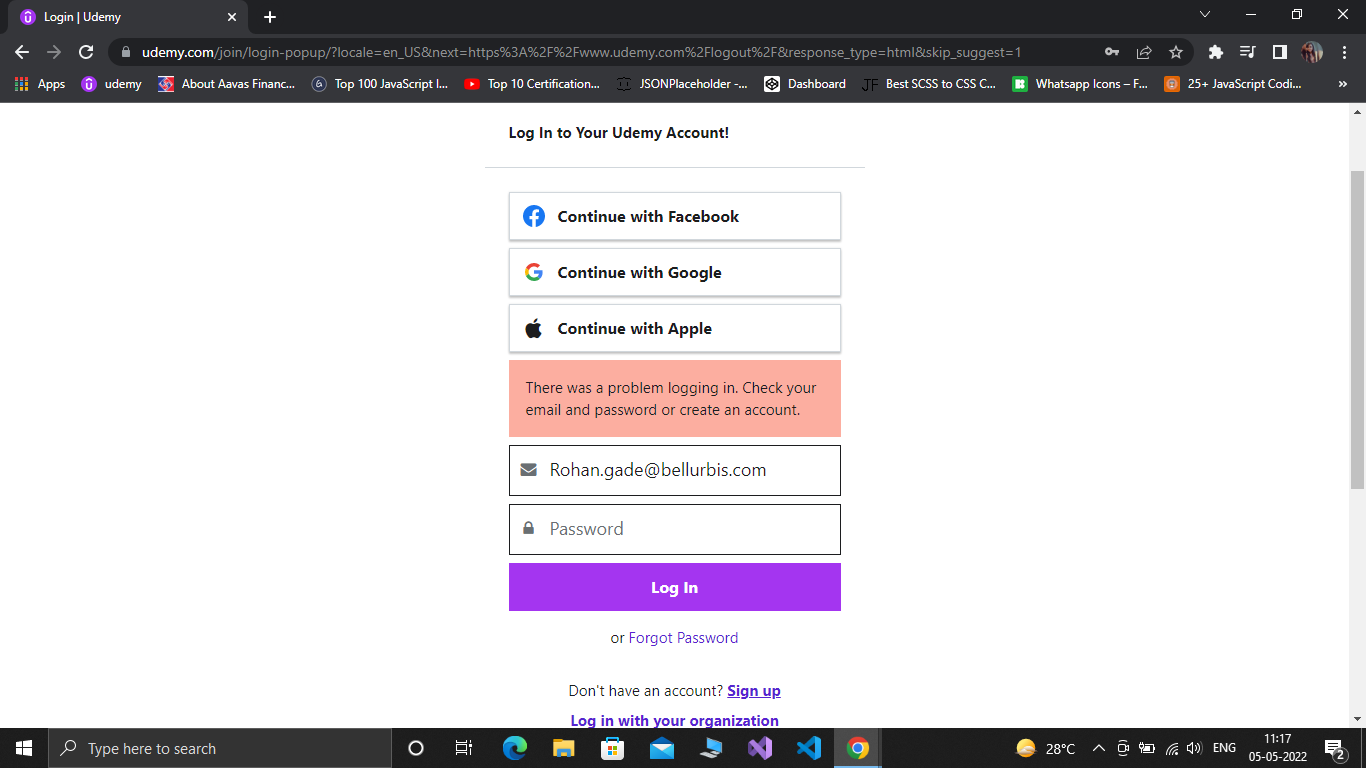 Login | Udemy
udemy.com/join/login-popup/?locale=en_US&next=https%3A%2F%2Fwww.udemy.com%2Flogout%2F&response_type=html&skip_suggest=1
Apps udemy About Aavas Financ... Top 100 JavaScript I... Top 10 Certification... JSONPlaceholder -... Dashboard JF Best SCSS to CSS C... Whatsapp Icons – F... 25+ JavaScript Codi... »
Log In to Your Udemy Account!
Continue with Facebook
Continue with Google
Continue with Apple
There was a problem logging in. Check your
email and password or create an account.
Rohan.gade@bellurbis.com
Password
Log In
or Forgot Password
Don't have an account? Sign up
Log in with your organization
Type here to search 28°C ENG 11:17
05-05-2022 2